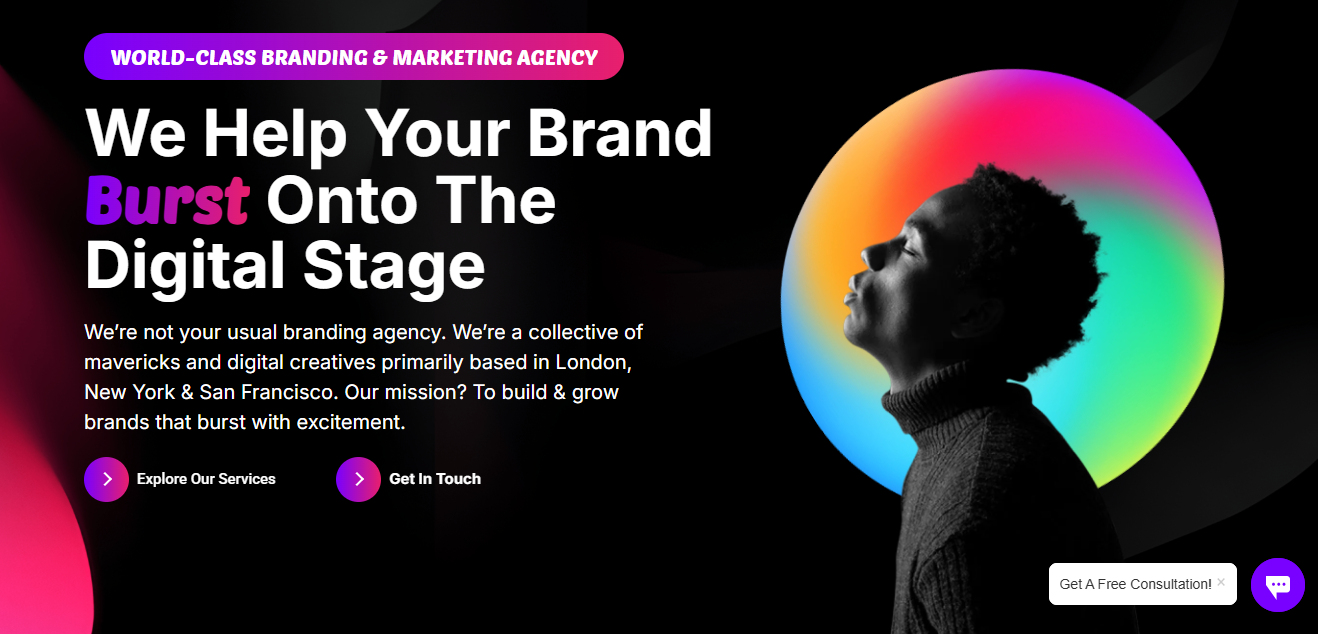 WORLD-CLASS BRANDING & MARKETING AGENCY
We Help Your Brand
Burst Onto The
Digital Stage
We’re not your usual branding agency. We’re a collective of
mavericks and digital creatives primarily based in London,
New York & San Francisco. Our mission? To build & grow
brands that burst with excitement.
Explore Our Services
Get In Touch
Get A Free Consultation! ×